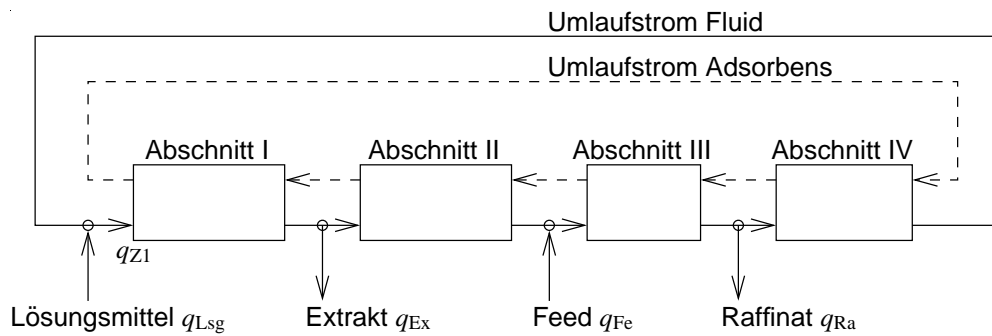 Umlaufstrom Fluid
Umlaufstrom Adsorbens
Abschnitt I
Abschnitt II
Abschnitt III
Abschnitt IV
qZ1
Lösungsmittel qLsg
Extrakt qEx
Feed qFe
Raffinat qRa